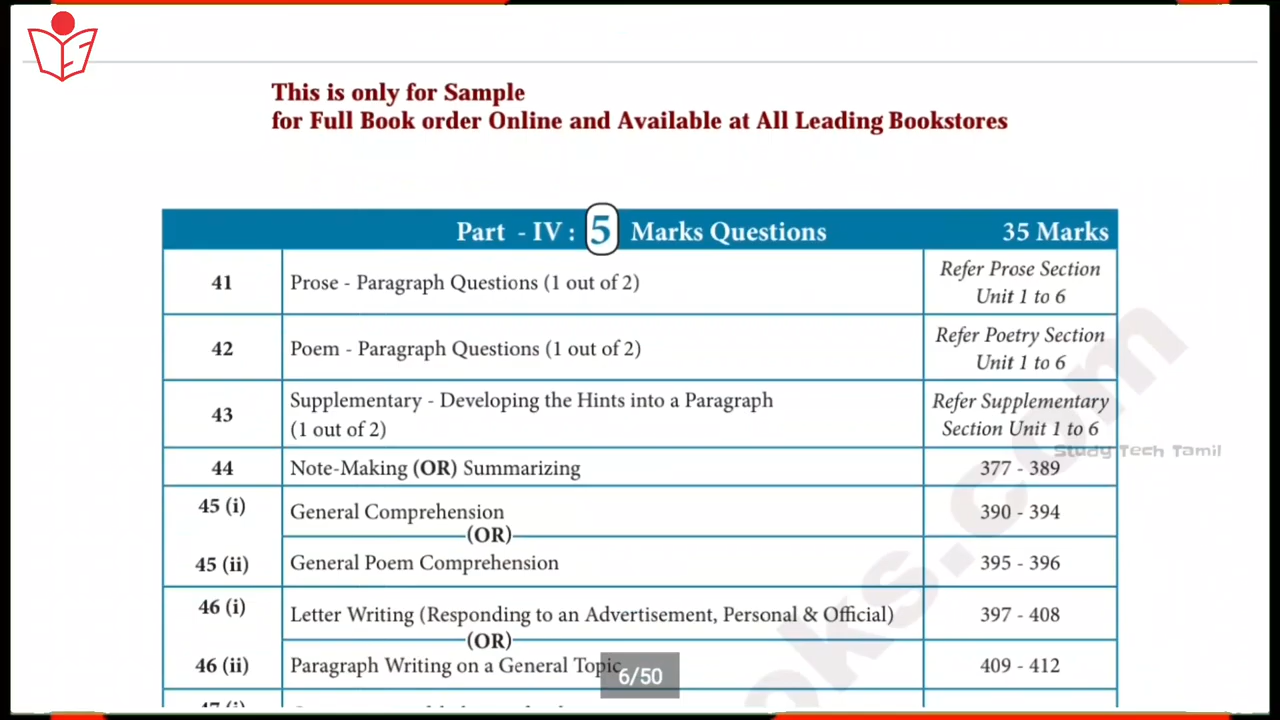 This is only for Sample
for Full Book order Online and Available at All Leading Bookstores
Part - IV : 5 Marks Questions 35 Marks
41 Prose - Paragraph Questions (1 out of 2) Refer Prose Section
Unit 1 to 6
42 Poem - Paragraph Questions (1 out of 2) Refer Poetry Section
Unit 1 to 6
43 Supplementary - Developing the Hints into a Paragraph
(1 out of 2) Refer Supplementary
Section Unit 1 to 6
Study Tech Tamil
44 Note-Making (OR) Summarizing 377 - 389
45 (i) General Comprehension 390 - 394
(OR)
45 (ii) General Poem Comprehension 395 - 396
46 (i) Letter Writing (Responding to an Advertisement, Personal & Official) 397 - 408
(OR)
46 (ii) Paragraph Writing on a General Topic 409 - 412
6/50